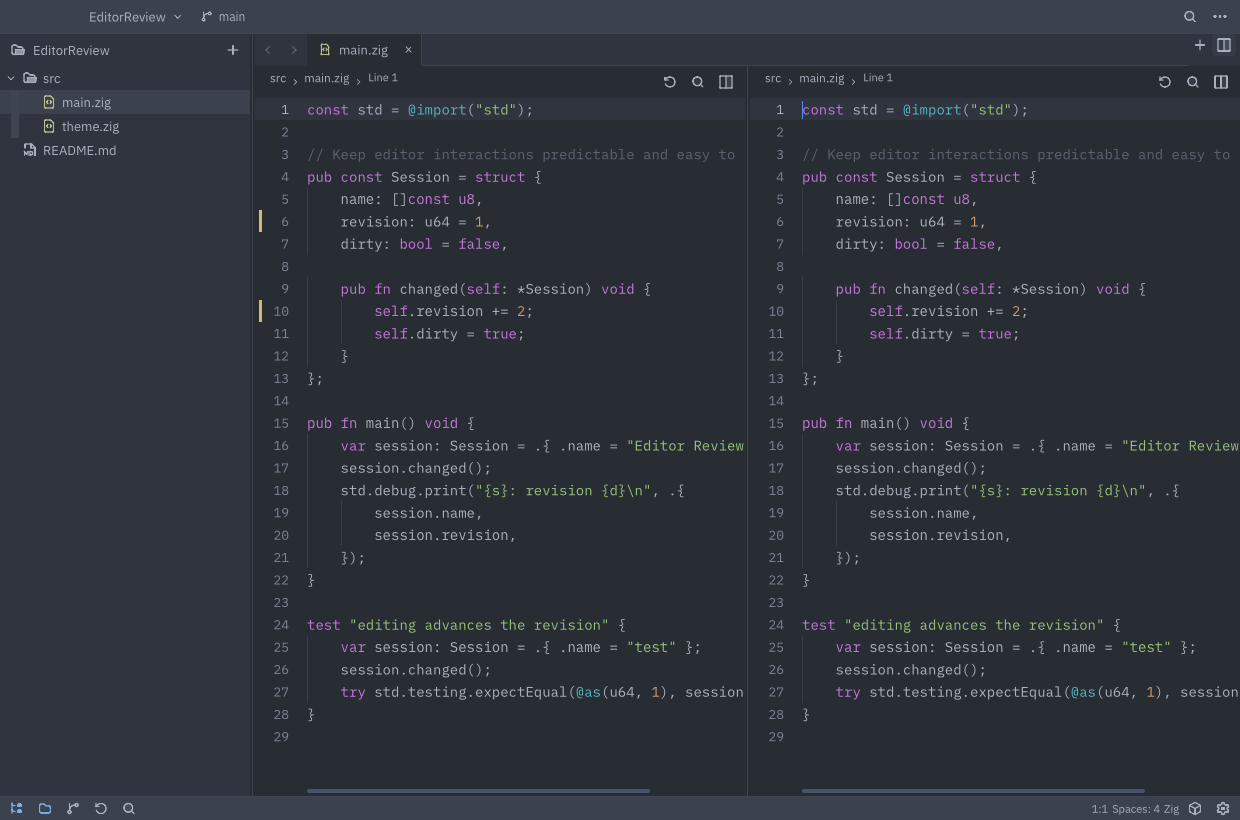 EditorReview main
EditorReview
src
main.zig
theme.zig
README.md
main.zig
src main.zig Line 1
1 const std = @import("std");
2
3 // Keep editor interactions predictable and easy to
4 pub const Session = struct {
5     name: []const u8,
6     revision: u64 = 1,
7     dirty: bool = false,
8
9     pub fn changed(self: *Session) void {
10         self.revision += 2;
11         self.dirty = true;
12     }
13 };
14
15 pub fn main() void {
16     var session: Session = .{ .name = "Editor Review
17     session.changed();
18     std.debug.print("{s}: revision {d}\n", .{
19         session.name,
20         session.revision,
21     });
22 }
23
24 test "editing advances the revision" {
25     var session: Session = .{ .name = "test" };
26     session.changed();
27     try std.testing.expectEqual(@as(u64, 1), session
28 }
29
src main.zig Line 1
1 const std = @import("std");
2
3 // Keep editor interactions predictable and easy to
4 pub const Session = struct {
5     name: []const u8,
6     revision: u64 = 1,
7     dirty: bool = false,
8
9     pub fn changed(self: *Session) void {
10         self.revision += 2;
11         self.dirty = true;
12     }
13 };
14
15 pub fn main() void {
16     var session: Session = .{ .name = "Editor Review
17     session.changed();
18     std.debug.print("{s}: revision {d}\n", .{
19         session.name,
20         session.revision,
21     });
22 }
23
24 test "editing advances the revision" {
25     var session: Session = .{ .name = "test" };
26     session.changed();
27     try std.testing.expectEqual(@as(u64, 1), session
28 }
29
1:1 Spaces: 4 Zig